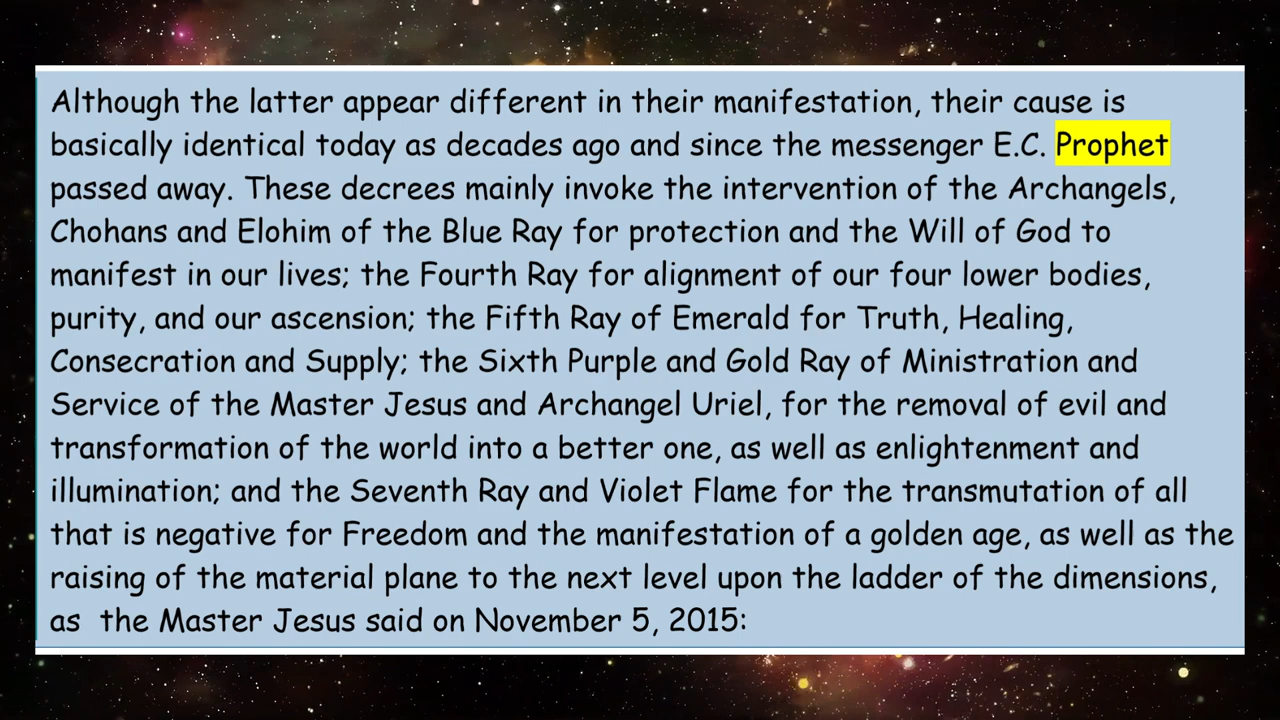 Although the latter appear different in their manifestation, their cause is
basically identical today as decades ago and since the messenger E.C. Prophet
passed away. These decrees mainly invoke the intervention of the Archangels,
Chohans and Elohim of the Blue Ray for protection and the Will of God to
manifest in our lives; the Fourth Ray for alignment of our four lower bodies,
purity, and our ascension; the Fifth Ray of Emerald for Truth, Healing,
Consecration and Supply; the Sixth Purple and Gold Ray of Ministration and
Service of the Master Jesus and Archangel Uriel, for the removal of evil and
transformation of the world into a better one, as well as enlightenment and
illumination; and the Seventh Ray and Violet Flame for the transmutation of all
that is negative for Freedom and the manifestation of a golden age, as well as the
raising of the material plane to the next level upon the ladder of the dimensions,
as  the Master Jesus said on November 5, 2015: